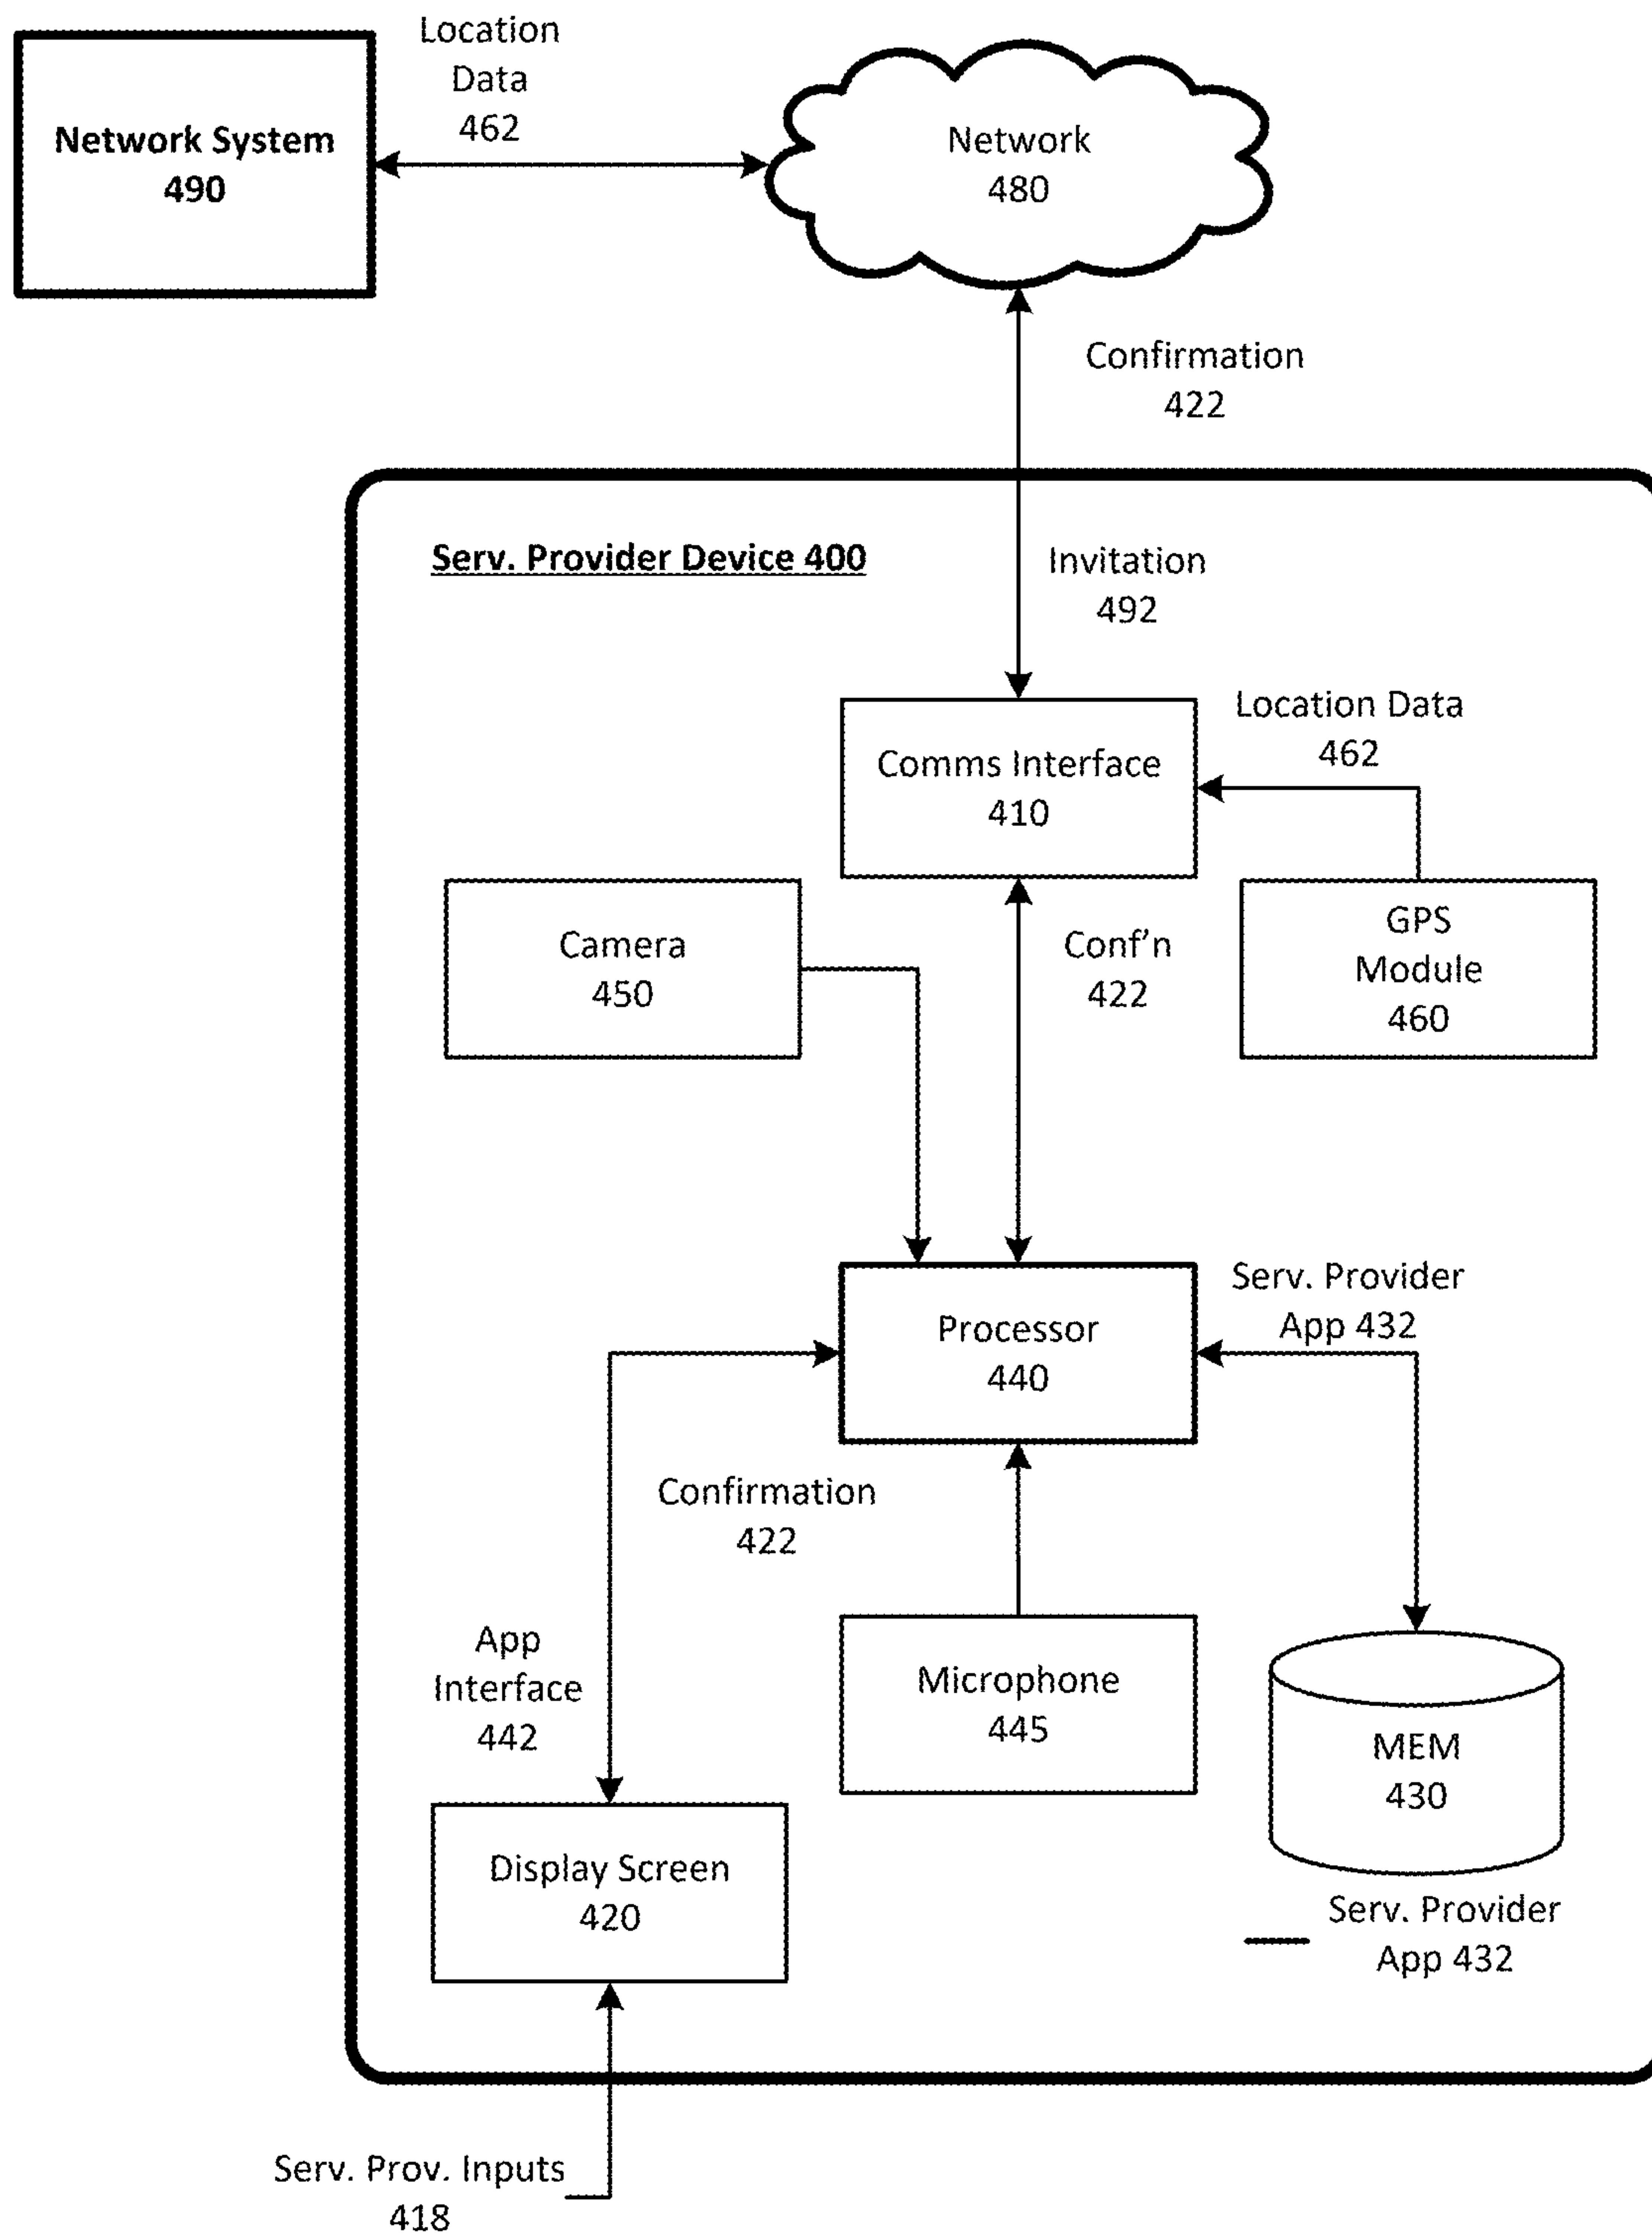 Location
Data
462
Network System
490
Network
480
Confirmation
422
Serv. Provider Device 400
Invitation
492
Location Data
462
Comms Interface
410
Camera
450
Conf'n
422
GPS
Module
460
Serv. Provider
App 432
Processor
440
Confirmation
422
App
Interface
442
Microphone
445
MEM
430
Display Screen
420
Serv. Provider
App 432
Serv. Prov. Inputs
418